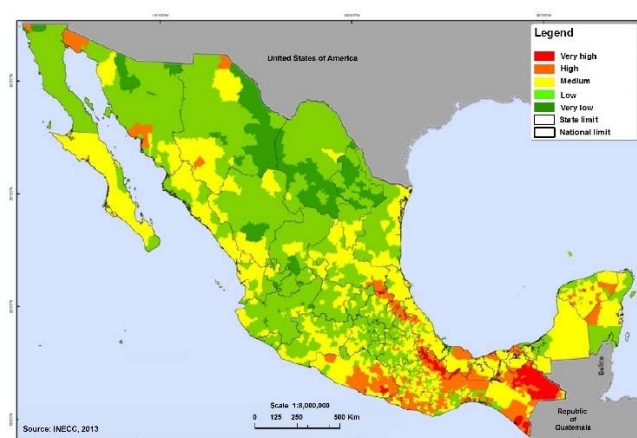 United States of America
Legend
Very high
High
Medium
Low
Very low
State limit
National limit
Belice
Republic
of
Guatemala
Scale 1:8,000,000
0 125 250 500 Km
Source: INECC, 2013